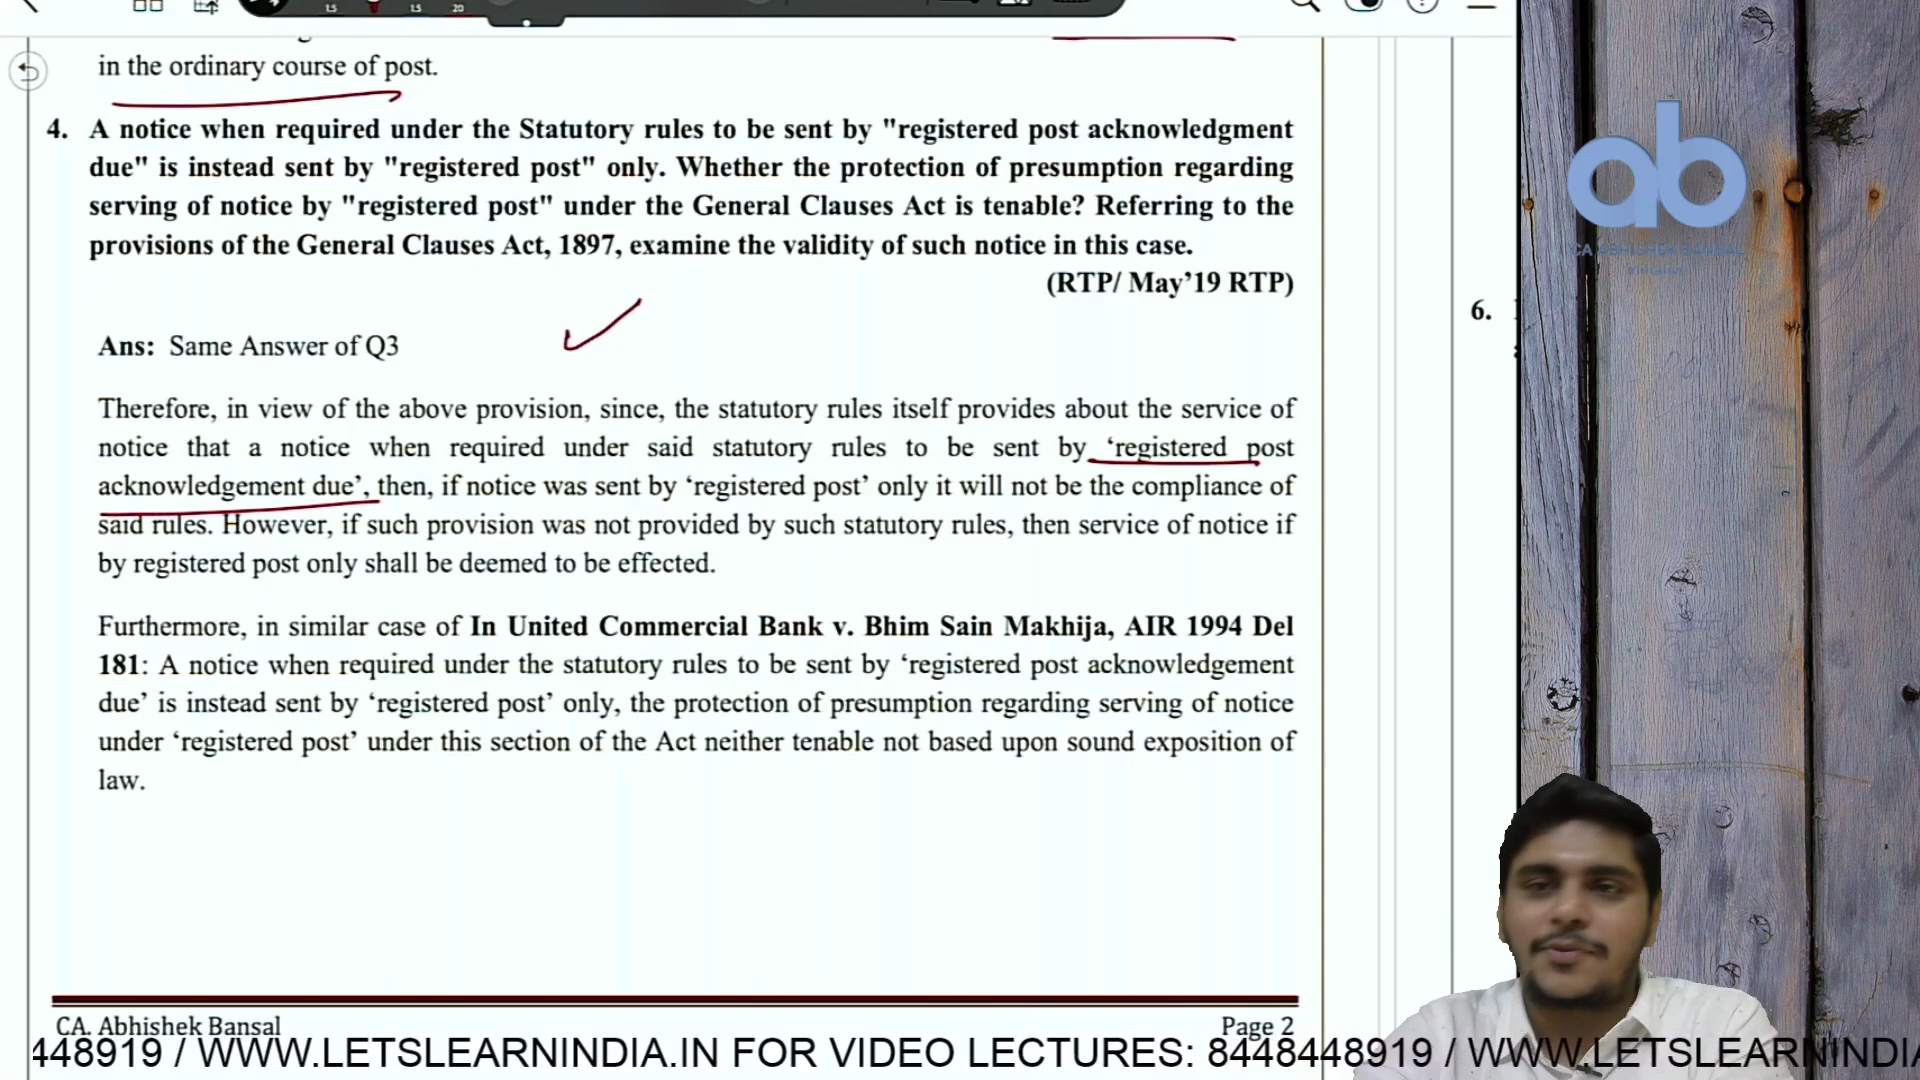 1.5 1.5 20
in the ordinary course of post.
4. A notice when required under the Statutory rules to be sent by "registered post acknowledgment
due" is instead sent by "registered post" only. Whether the protection of presumption regarding
serving of notice by "registered post" under the General Clauses Act is tenable? Referring to the
provisions of the General Clauses Act, 1897, examine the validity of such notice in this case.
(RTP/ May’19 RTP)
Ans: Same Answer of Q3
Therefore, in view of the above provision, since, the statutory rules itself provides about the service of
notice that a notice when required under said statutory rules to be sent by ‘registered post
acknowledgement due’, then, if notice was sent by ‘registered post’ only it will not be the compliance of
said rules. However, if such provision was not provided by such statutory rules, then service of notice if
by registered post only shall be deemed to be effected.
Furthermore, in similar case of In United Commercial Bank v. Bhim Sain Makhija, AIR 1994 Del
181: A notice when required under the statutory rules to be sent by ‘registered post acknowledgement
due’ is instead sent by ‘registered post’ only, the protection of presumption regarding serving of notice
under ‘registered post’ under this section of the Act neither tenable not based upon sound exposition of
law.
CA. Abhishek Bansal
Page 2
6.
ab
CA ABHISHEK BANSAL
448919 / WWW.LETSLEARNINDIA.IN FOR VIDEO LECTURES: 8448448919 / WWW.LETSLEARNINDIA